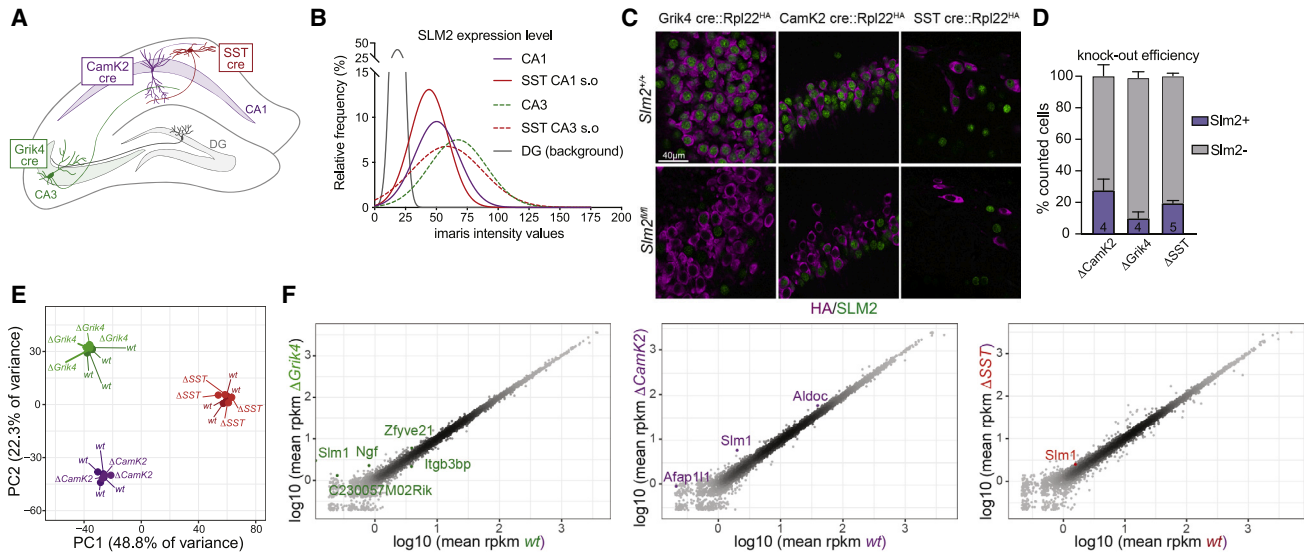 A
CamK2
cre
SST
cre
CA1
DG
Grik4
cre
CA3
B
SLM2 expression level
Relative frequency (%)
50
25
15
10
5
0
0
25
50
75
100
125
150
175
200
imaris intensity values
CA1
SST CA1 s.o
CA3
SST CA3 s.o
DG (background)
C
Grik4 cre::Rpl22HA
CamK2 cre::Rpl22HA
SST cre::Rpl22HA
Slm2+/+
Slm2fl/fl
40µm
HA/SLM2
D
knock-out efficiency
% counted cells
100
80
60
40
20
0
4
4
5
ΔCamK2
ΔGrik4
ΔSST
Slm2+
Slm2-
E
PC2 (22.3% of variance)
30
0
−30
−60
−80
−40
0
40
80
PC1 (48.8% of variance)
ΔGrik4
ΔGrik4
wt
ΔGrik4
wt
wt
ΔSST
wt
ΔSST
wt
wt
ΔSST
wt
wt
ΔCamK2
ΔCamK2
ΔCamK2
wt
F
log10 (mean rpkm ΔGrik4)
3
2
1
0
0
1
2
3
log10 (mean rpkm wt)
Zfyve21
Slm1
Ngf
Itgb3bp
C230057M02Rik
log10 (mean rpkm ΔCamK2)
3
2
1
0
0
1
2
3
log10 (mean rpkm wt)
Aldoc
Slm1
Afap1l1
log10 (mean rpkm ΔSST)
3
2
1
0
0
1
2
3
log10 (mean rpkm wt)
Slm1